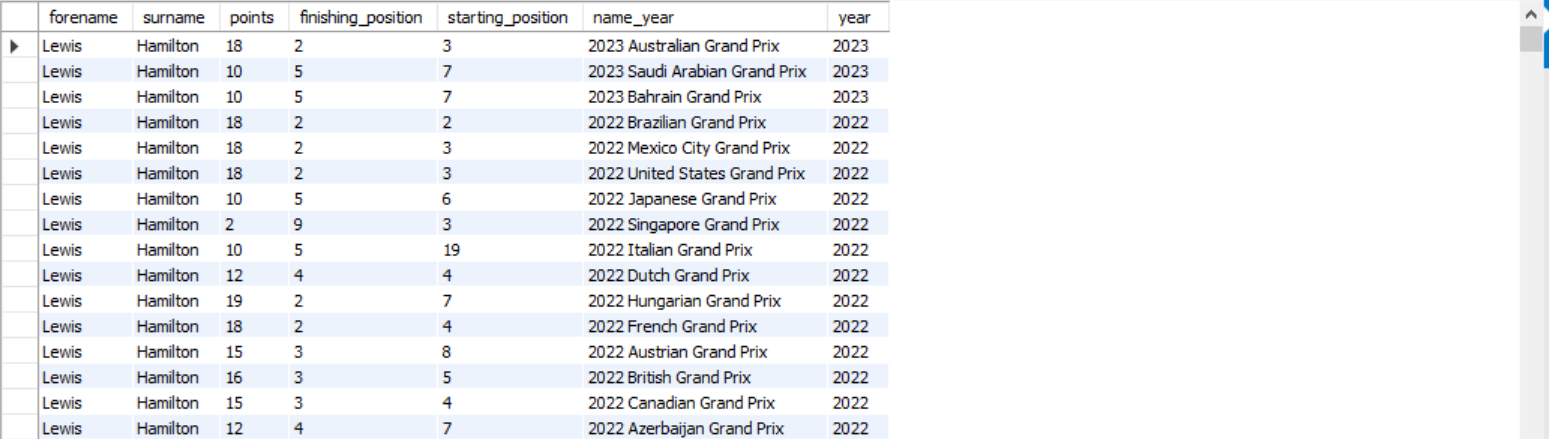 forename surname points finishing_position starting_position name_year year
Lewis Hamilton 18 2 3 2023 Australian Grand Prix 2023
Lewis Hamilton 10 5 7 2023 Saudi Arabian Grand Prix 2023
Lewis Hamilton 10 5 7 2023 Bahrain Grand Prix 2023
Lewis Hamilton 18 2 2 2022 Brazilian Grand Prix 2022
Lewis Hamilton 18 2 3 2022 Mexico City Grand Prix 2022
Lewis Hamilton 18 2 3 2022 United States Grand Prix 2022
Lewis Hamilton 10 5 6 2022 Japanese Grand Prix 2022
Lewis Hamilton 2 9 3 2022 Singapore Grand Prix 2022
Lewis Hamilton 10 5 19 2022 Italian Grand Prix 2022
Lewis Hamilton 12 4 4 2022 Dutch Grand Prix 2022
Lewis Hamilton 19 2 7 2022 Hungarian Grand Prix 2022
Lewis Hamilton 18 2 4 2022 French Grand Prix 2022
Lewis Hamilton 15 3 8 2022 Austrian Grand Prix 2022
Lewis Hamilton 16 3 5 2022 British Grand Prix 2022
Lewis Hamilton 15 3 4 2022 Canadian Grand Prix 2022
Lewis Hamilton 12 4 7 2022 Azerbaijan Grand Prix 2022